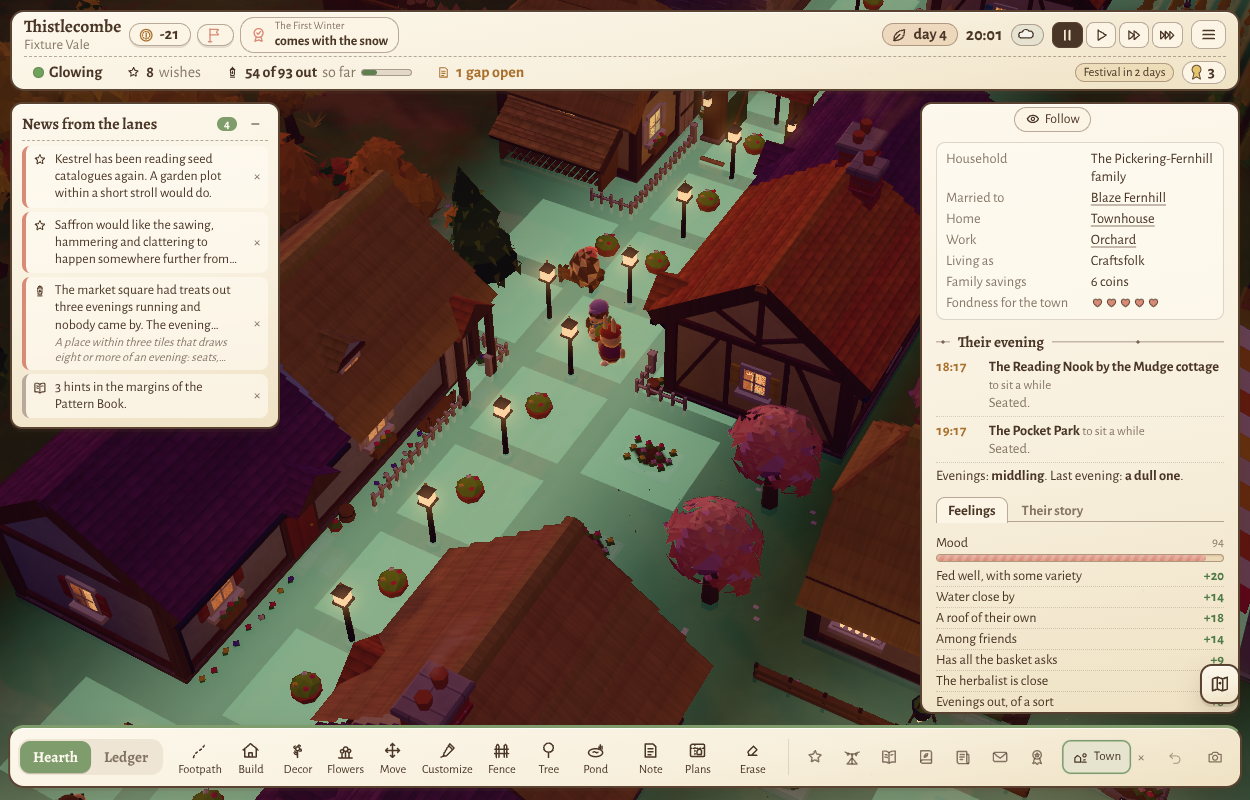 Thistlecombe
Fixture Vale
-21
The First Winter
comes with the snow
day 4
20:01
Glowing
8 wishes
54 of 93 out so far
1 gap open
Festival in 2 days
3
News from the lanes
4
Kestrel has been reading seed
catalogues again. A garden plot
within a short stroll would do.
Saffron would like the sawing,
hammering and clattering to
happen somewhere further from…
The market square had treats out
three evenings running and
nobody came by. The evening…
A place within three tiles that draws
eight or more of an evening: seats,…
3 hints in the margins of the
Pattern Book.
Follow
Household The Pickering-Fernhill
family
Married to Blaze Fernhill
Home Townhouse
Work Orchard
Living as Craftsfolk
Family savings 6 coins
Fondness for the town
Their evening
18:17 The Reading Nook by the Mudge cottage
to sit a while
Seated.
19:17 The Pocket Park to sit a while
Seated.
Evenings: middling. Last evening: a dull one.
Feelings Their story
Mood 94
Fed well, with some variety +20
Water close by +14
A roof of their own +18
Among friends +14
Has all the basket asks +9
The herbalist is close
Evenings out, of a sort
Hearth Ledger
Footpath Build Decor Flowers Move Customize Fence Tree Pond Note Plans Erase
Town